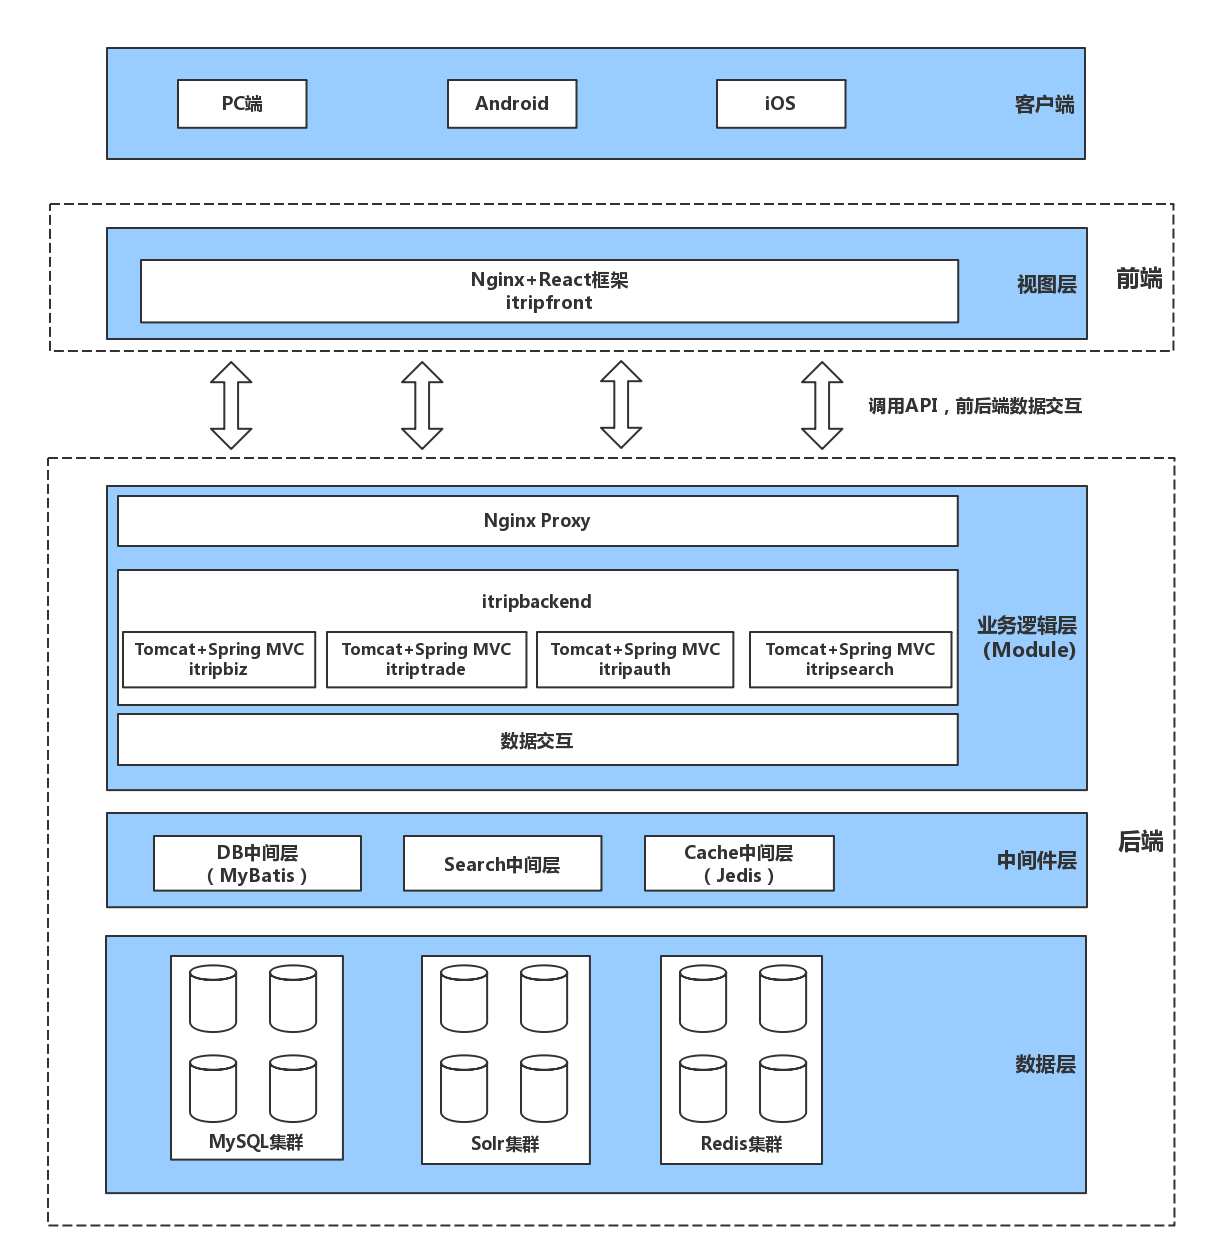 PC端
Android
iOS
客户端
Nginx+React框架
itripfront
视图层
前端
调用API，前后端数据交互
Nginx Proxy
itripbackend
Tomcat+Spring MVC
itripbiz
Tomcat+Spring MVC
itriptrade
Tomcat+Spring MVC
itripauth
Tomcat+Spring MVC
itripsearch
业务逻辑层
(Module)
数据交互
后端
DB中间层
（MyBatis）
Search中间层
Cache中间层
（Jedis）
中间件层
MySQL集群
Solr集群
Redis集群
数据层